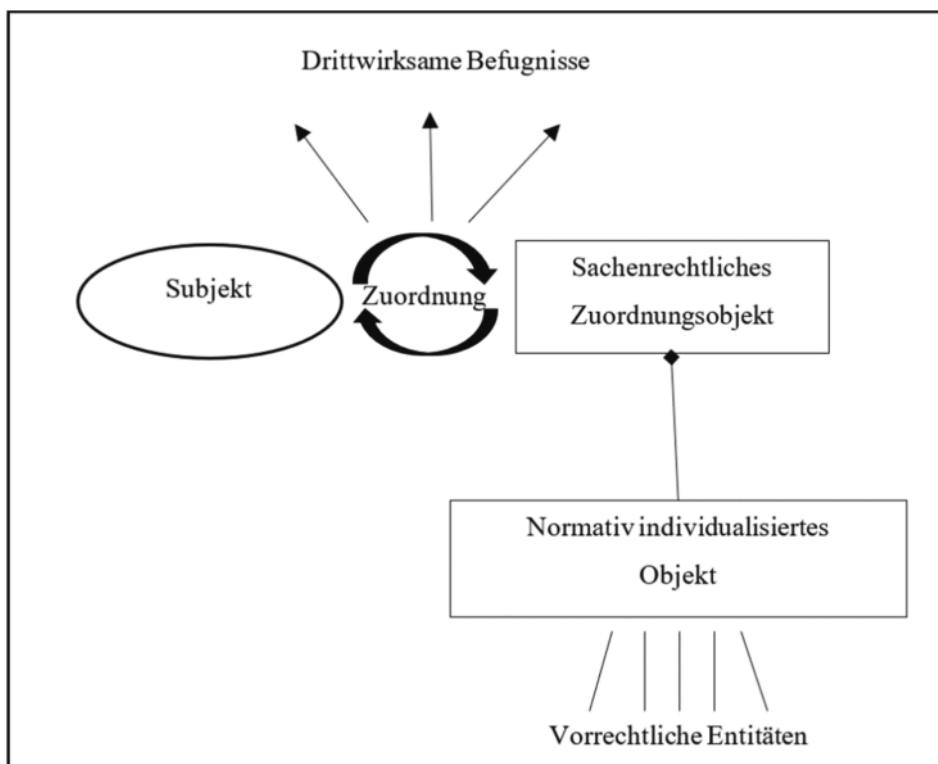 Drittwirksame Befugnisse
Subjekt
Zuordnung
Sachenrechtliches
Zuordnungsobjekt
Normativ individualisiertes
Objekt
Vorrechtliche Entitäten